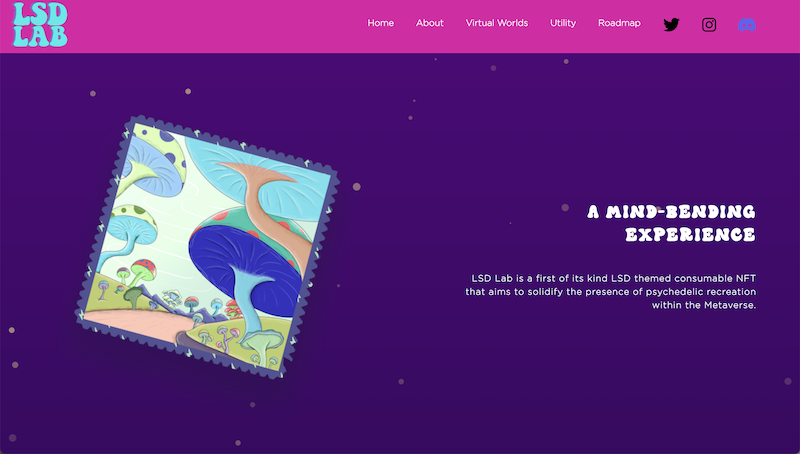 LSD
LAB
Home About Virtual Worlds Utility Roadmap
A MIND-BENDING
EXPERIENCE
LSD Lab is a first of its kind LSD themed consumable NFT
that aims to solidify the presence of psychedelic recreation
within the Metaverse.